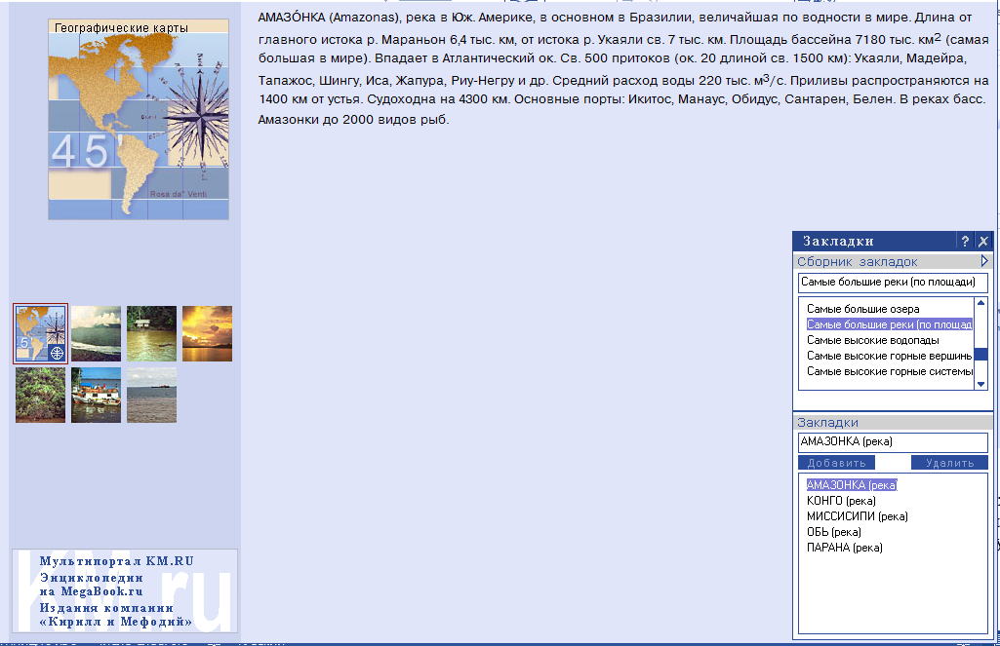 Географические карты
45'
Rosa da' Venti
АМАЗО́НКА (Amazonas), река в Юж. Америке, в основном в Бразилии, величайшая по водности в мире. Длина от
главного истока р. Мараньон 6,4 тыс. км, от истока р. Укаяли св. 7 тыс. км. Площадь бассейна 7180 тыс. км2 (самая
большая в мире). Впадает в Атлантический ок. Св. 500 притоков (ок. 20 длиной св. 1500 км): Укаяли, Мадейра,
Тапажос, Шингу, Иса, Жапура, Риу-Негру и др. Средний расход воды 220 тыс. м3/с. Приливы распространяются на
1400 км от устья. Судоходна на 4300 км. Основные порты: Икитос, Манаус, Обидус, Сантарен, Белен. В реках басс.
Амазонки до 2000 видов рыб.
Закладки ? X
Сборник закладок
Самые большие реки (по площади)
Самые большие озера
Самые большие реки (по площад
Самые высокие водопады
Самые высокие горные вершинь
Самые высокие горные системы
Закладки
АМАЗОНКА (река)
Добавить Удалить
АМАЗОНКА (река)
КОНГО (река)
МИССИСИПИ (река)
ОБЬ (река)
ПАРАНА (река)
КМ.ru
Мультипортал KM.RU
Энциклопедии
на MegaBook.ru
Издания компании
«Кирилл и Мефодий»